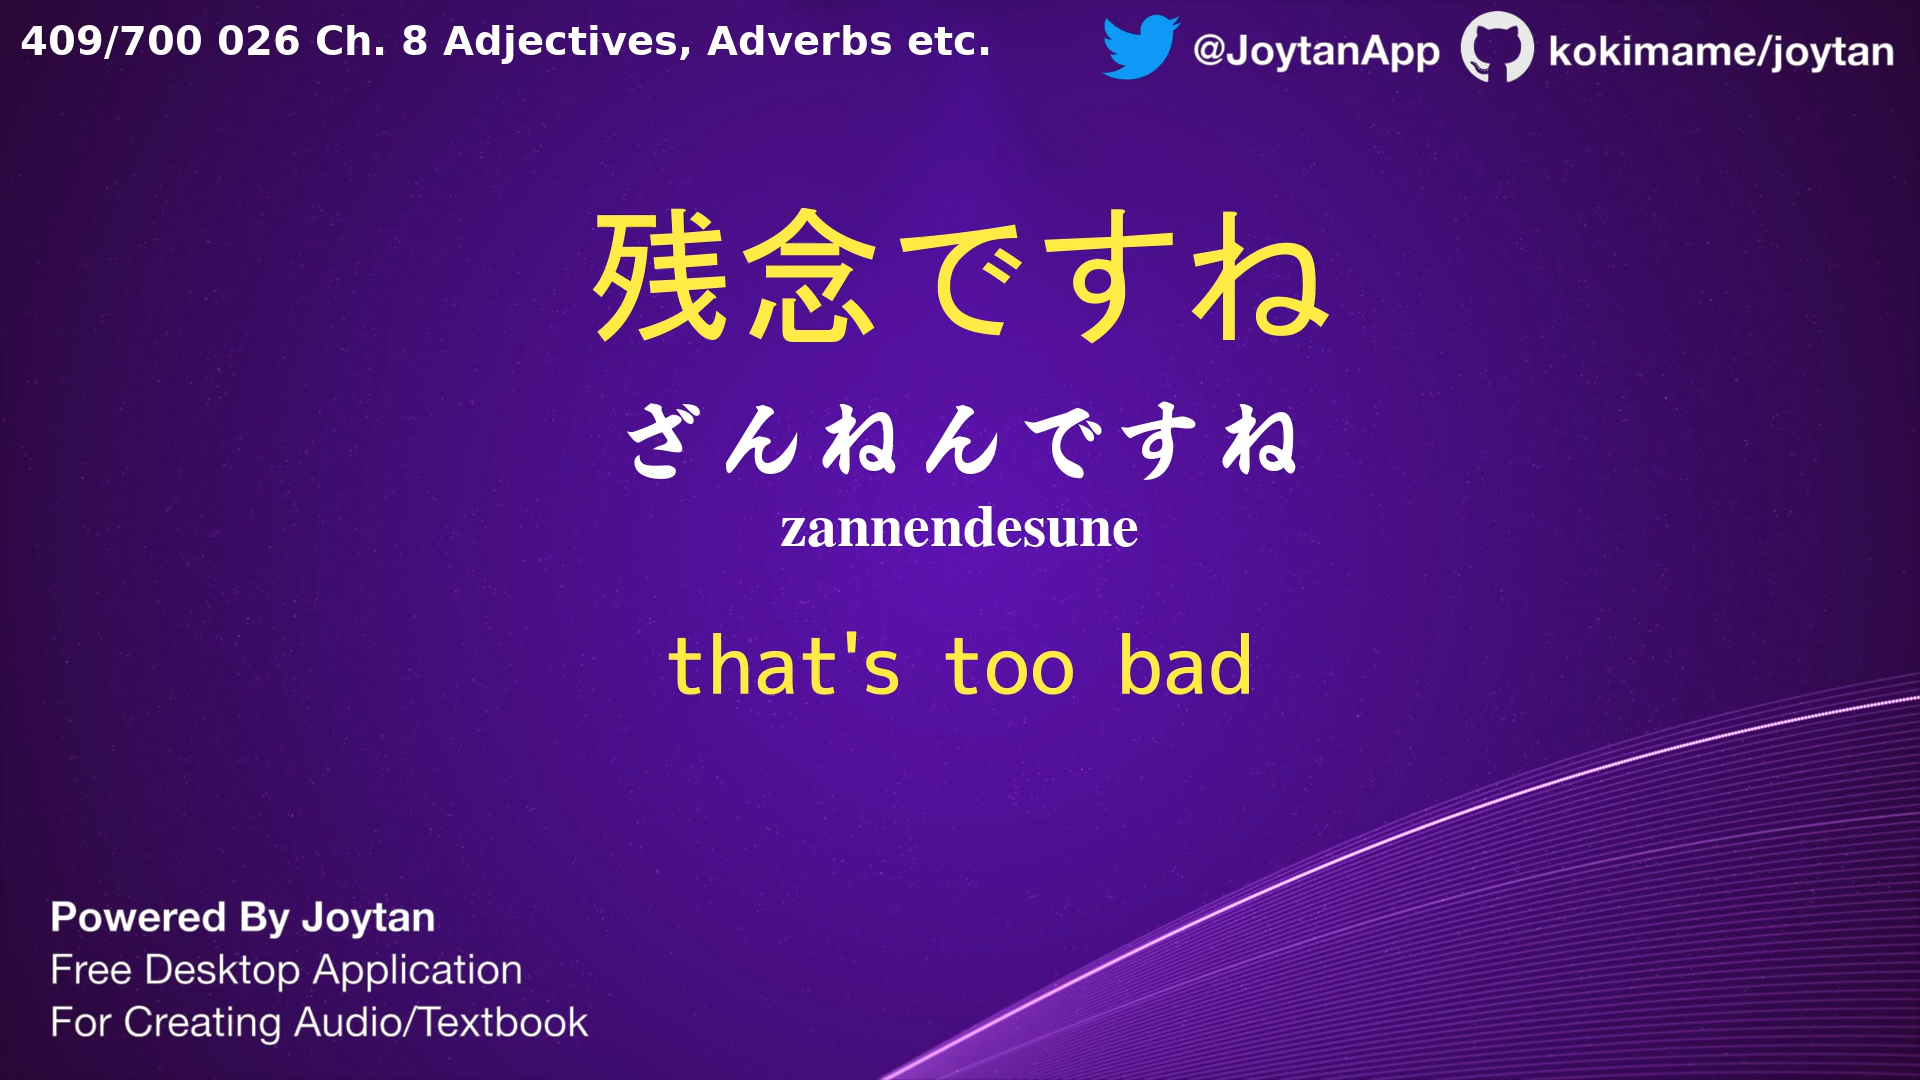 409/700 026 Ch. 8 Adjectives, Adverbs etc.
@JoytanApp
kokimame/joytan
残念ですね
ざんねんですね
zannendesune
that's too bad
Powered By Joytan
Free Desktop Application
For Creating Audio/Textbook